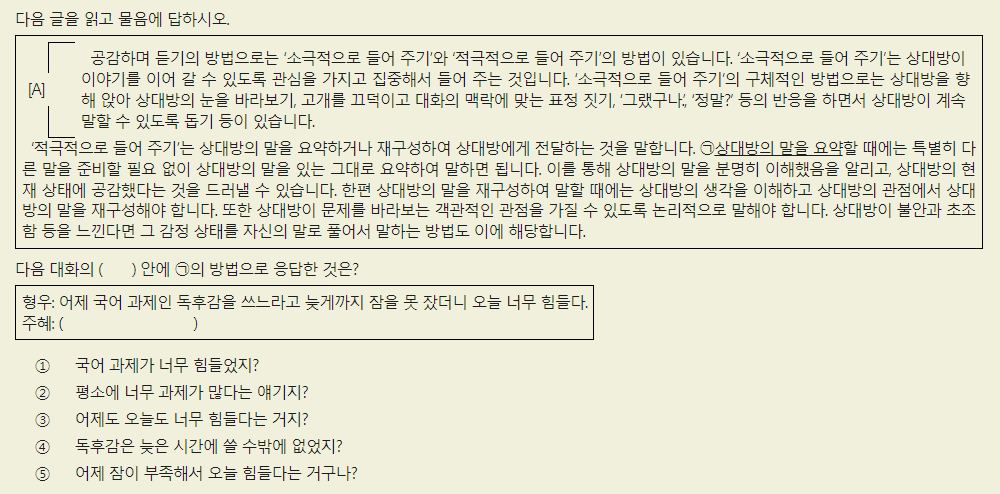 다음 글을 읽고 물음에 답하시오.
공감하며 듣기의 방법으로는 ‘소극적으로 들어 주기’와 ‘적극적으로 들어 주기’의 방법이 있습니다. ‘소극적으로 들어 주기’는 상대방이
이야기를 이어 갈 수 있도록 관심을 가지고 집중해서 들어 주는 것입니다. ‘소극적으로 들어 주기’의 구체적인 방법으로는 상대방을 향
[A]
해 앉아 상대방의 눈을 바라보기, 고개를 끄덕이고 대화의 맥락에 맞는 표정 짓기, ‘그랬구나’, ‘정말?’ 등의 반응을 하면서 상대방이 계속
말할 수 있도록 돕기 등이 있습니다.
‘적극적으로 들어 주기’는 상대방의 말을 요약하거나 재구성하여 상대방에게 전달하는 것을 말합니다. ㉠상대방의 말을 요약할 때에는 특별히 다
른 말을 준비할 필요 없이 상대방의 말을 있는 그대로 요약하여 말하면 됩니다. 이를 통해 상대방의 말을 분명히 이해했음을 알리고, 상대방의 현
재 상태에 공감했다는 것을 드러낼 수 있습니다. 한편 상대방의 말을 재구성하여 말할 때에는 상대방의 생각을 이해하고 상대방의 관점에서 상대
방의 말을 재구성해야 합니다. 또한 상대방이 문제를 바라보는 객관적인 관점을 가질 수 있도록 논리적으로 말해야 합니다. 상대방이 불안과 초조
함 등을 느낀다면 그 감정 상태를 자신의 말로 풀어서 말하는 방법도 이에 해당합니다.
다음 대화의 (      ) 안에 ㉠의 방법으로 응답한 것은?
형우: 어제 국어 과제인 독후감을 쓰느라고 늦게까지 잠을 못 잤더니 오늘 너무 힘들다.
주혜: (                          )
① 국어 과제가 너무 힘들었지?
② 평소에 너무 과제가 많다는 얘기지?
③ 어제도 오늘도 너무 힘들다는 거지?
④ 독후감은 늦은 시간에 쓸 수밖에 없었지?
⑤ 어제 잠이 부족해서 오늘 힘들다는 거구나?